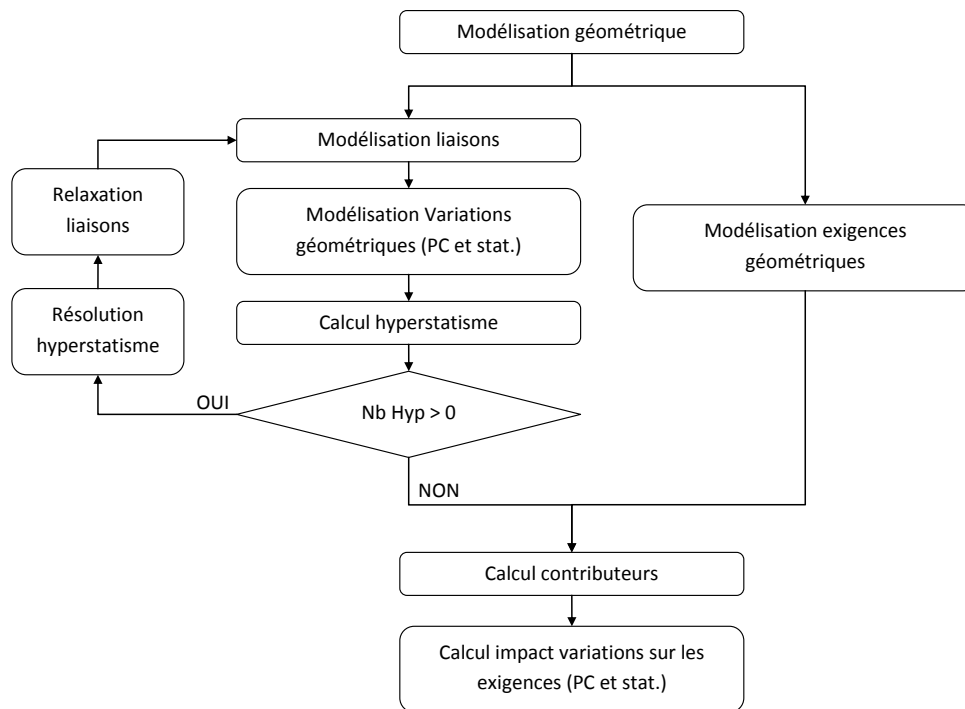 Modélisation géométrique
Modélisation liaisons
Relaxation
liaisons
Modélisation Variations
géométriques (PC et stat.)
Modélisation exigences
géométriques
Résolution
hyperstatisme
Calcul hyperstatisme
OUI
Nb Hyp > 0
NON
Calcul contributeurs
Calcul impact variations sur les
exigences (PC et stat.)